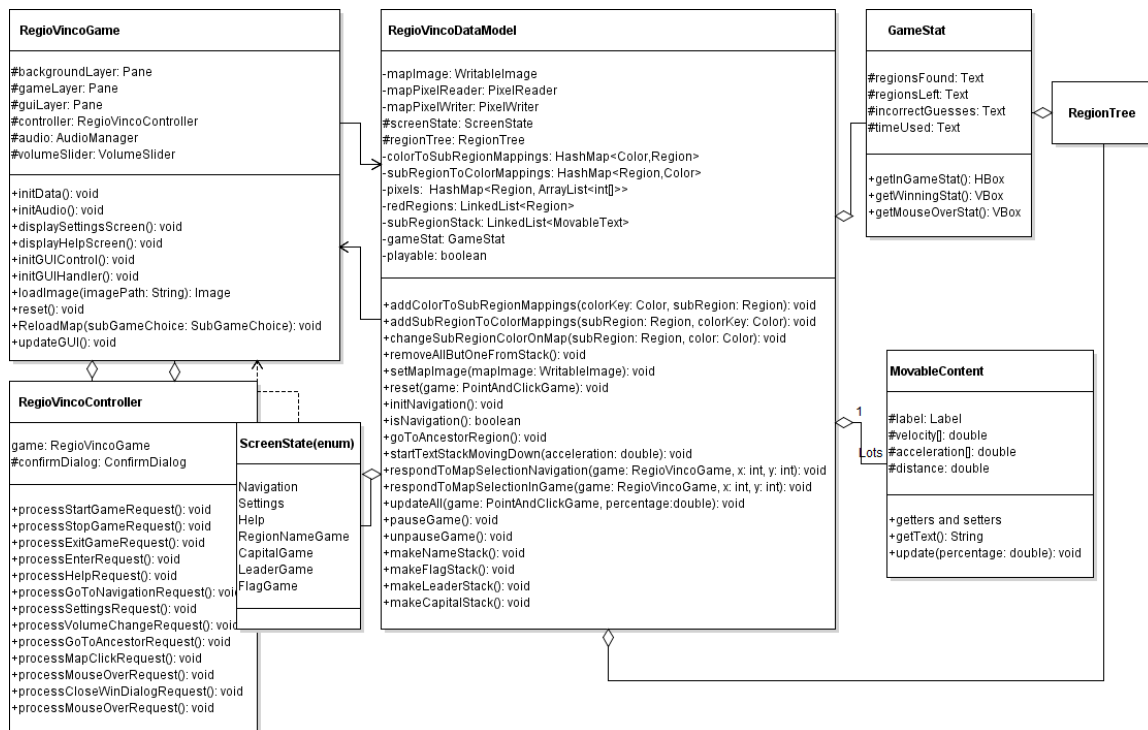 RegioVincoGame
#backgroundLayer: Pane
#gameLayer: Pane
#guiLayer: Pane
#controller: RegioVincoController
#audio: AudioManager
#volumeSlider: VolumeSlider
+initData(): void
+initAudio(): void
+displaySettingsScreen(): void
+displayHelpScreen(): void
+initGUIControl(): void
+initGUIHandler(): void
+loadImage(imagePath: String): Image
+reset(): void
+ReloadMap(subGameChoice: SubGameChoice): void
+updateGUI(): void
RegioVincoController
game: RegioVincoGame
#confirmDialog: ConfirmDialog
+processStartGameRequest(): void
+processStopGameRequest(): void
+processExitGameRequest(): void
+processEnterRequest(): void
+processHelpRequest(): void
+processGoToNavigationRequest(): void
+processSettingsRequest(): void
+processVolumeChangeRequest(): void
+processGoToAncestorRequest(): void
+processMapClickRequest(): void
+processMouseOverRequest(): void
+processCloseWinDialogRequest(): void
+processMouseOverRequest(): void
ScreenState(enum)
Navigation
Settings
Help
RegionNameGame
CapitalGame
LeaderGame
FlagGame
RegioVincoDataModel
-mapImage: WritableImage
-mapPixelReader: PixelReader
-mapPixelWriter: PixelWriter
#screenState: ScreenState
#regionTree: RegionTree
-colorToSubRegionMappings: HashMap<Color,Region>
-subRegionToColorMappings: HashMap<Region,Color>
-pixels: HashMap<Region, ArrayList<int[]>>
-redRegions: LinkedList<Region>
-subRegionStack: LinkedList<MovableText>
-gameStat: GameStat
-playable: boolean
+addColorToSubRegionMappings(colorKey: Color, subRegion: Region): void
+addSubRegionToColorMappings(subRegion: Region, colorKey: Color): void
+changeSubRegionColorOnMap(subRegion: Region, color: Color): void
+removeAllButOneFromStack(): void
+setMapImage(mapImage: WritableImage): void
+reset(game: PointAndClickGame): void
+initNavigation(): void
+isNavigation(): boolean
+goToAncestorRegion(): void
+startTextStackMovingDown(acceleration: double): void
+respondToMapSelectionNavigation(game: RegioVincoGame, x: int, y: int): void
+respondToMapSelectionInGame(game: RegioVincoGame, x: int, y: int): void
+updateAll(game: PointAndClickGame, percentage:double): void
+pauseGame(): void
+unpauseGame(): void
+makeNameStack(): void
+makeFlagStack(): void
+makeLeaderStack(): void
+makeCapitalStack(): void
GameStat
#regionsFound: Text
#regionsLeft: Text
#incorrectGuesses: Text
#timeUsed: Text
+getInGameStat(): HBox
+getWinningStat(): VBox
+getMouseOverStat(): VBox
RegionTree
1
Lots
MovableContent
#label: Label
#velocity[]: double
#acceleration[]: double
#distance: double
+getters and setters
+getText(): String
+update(percentage: double): void